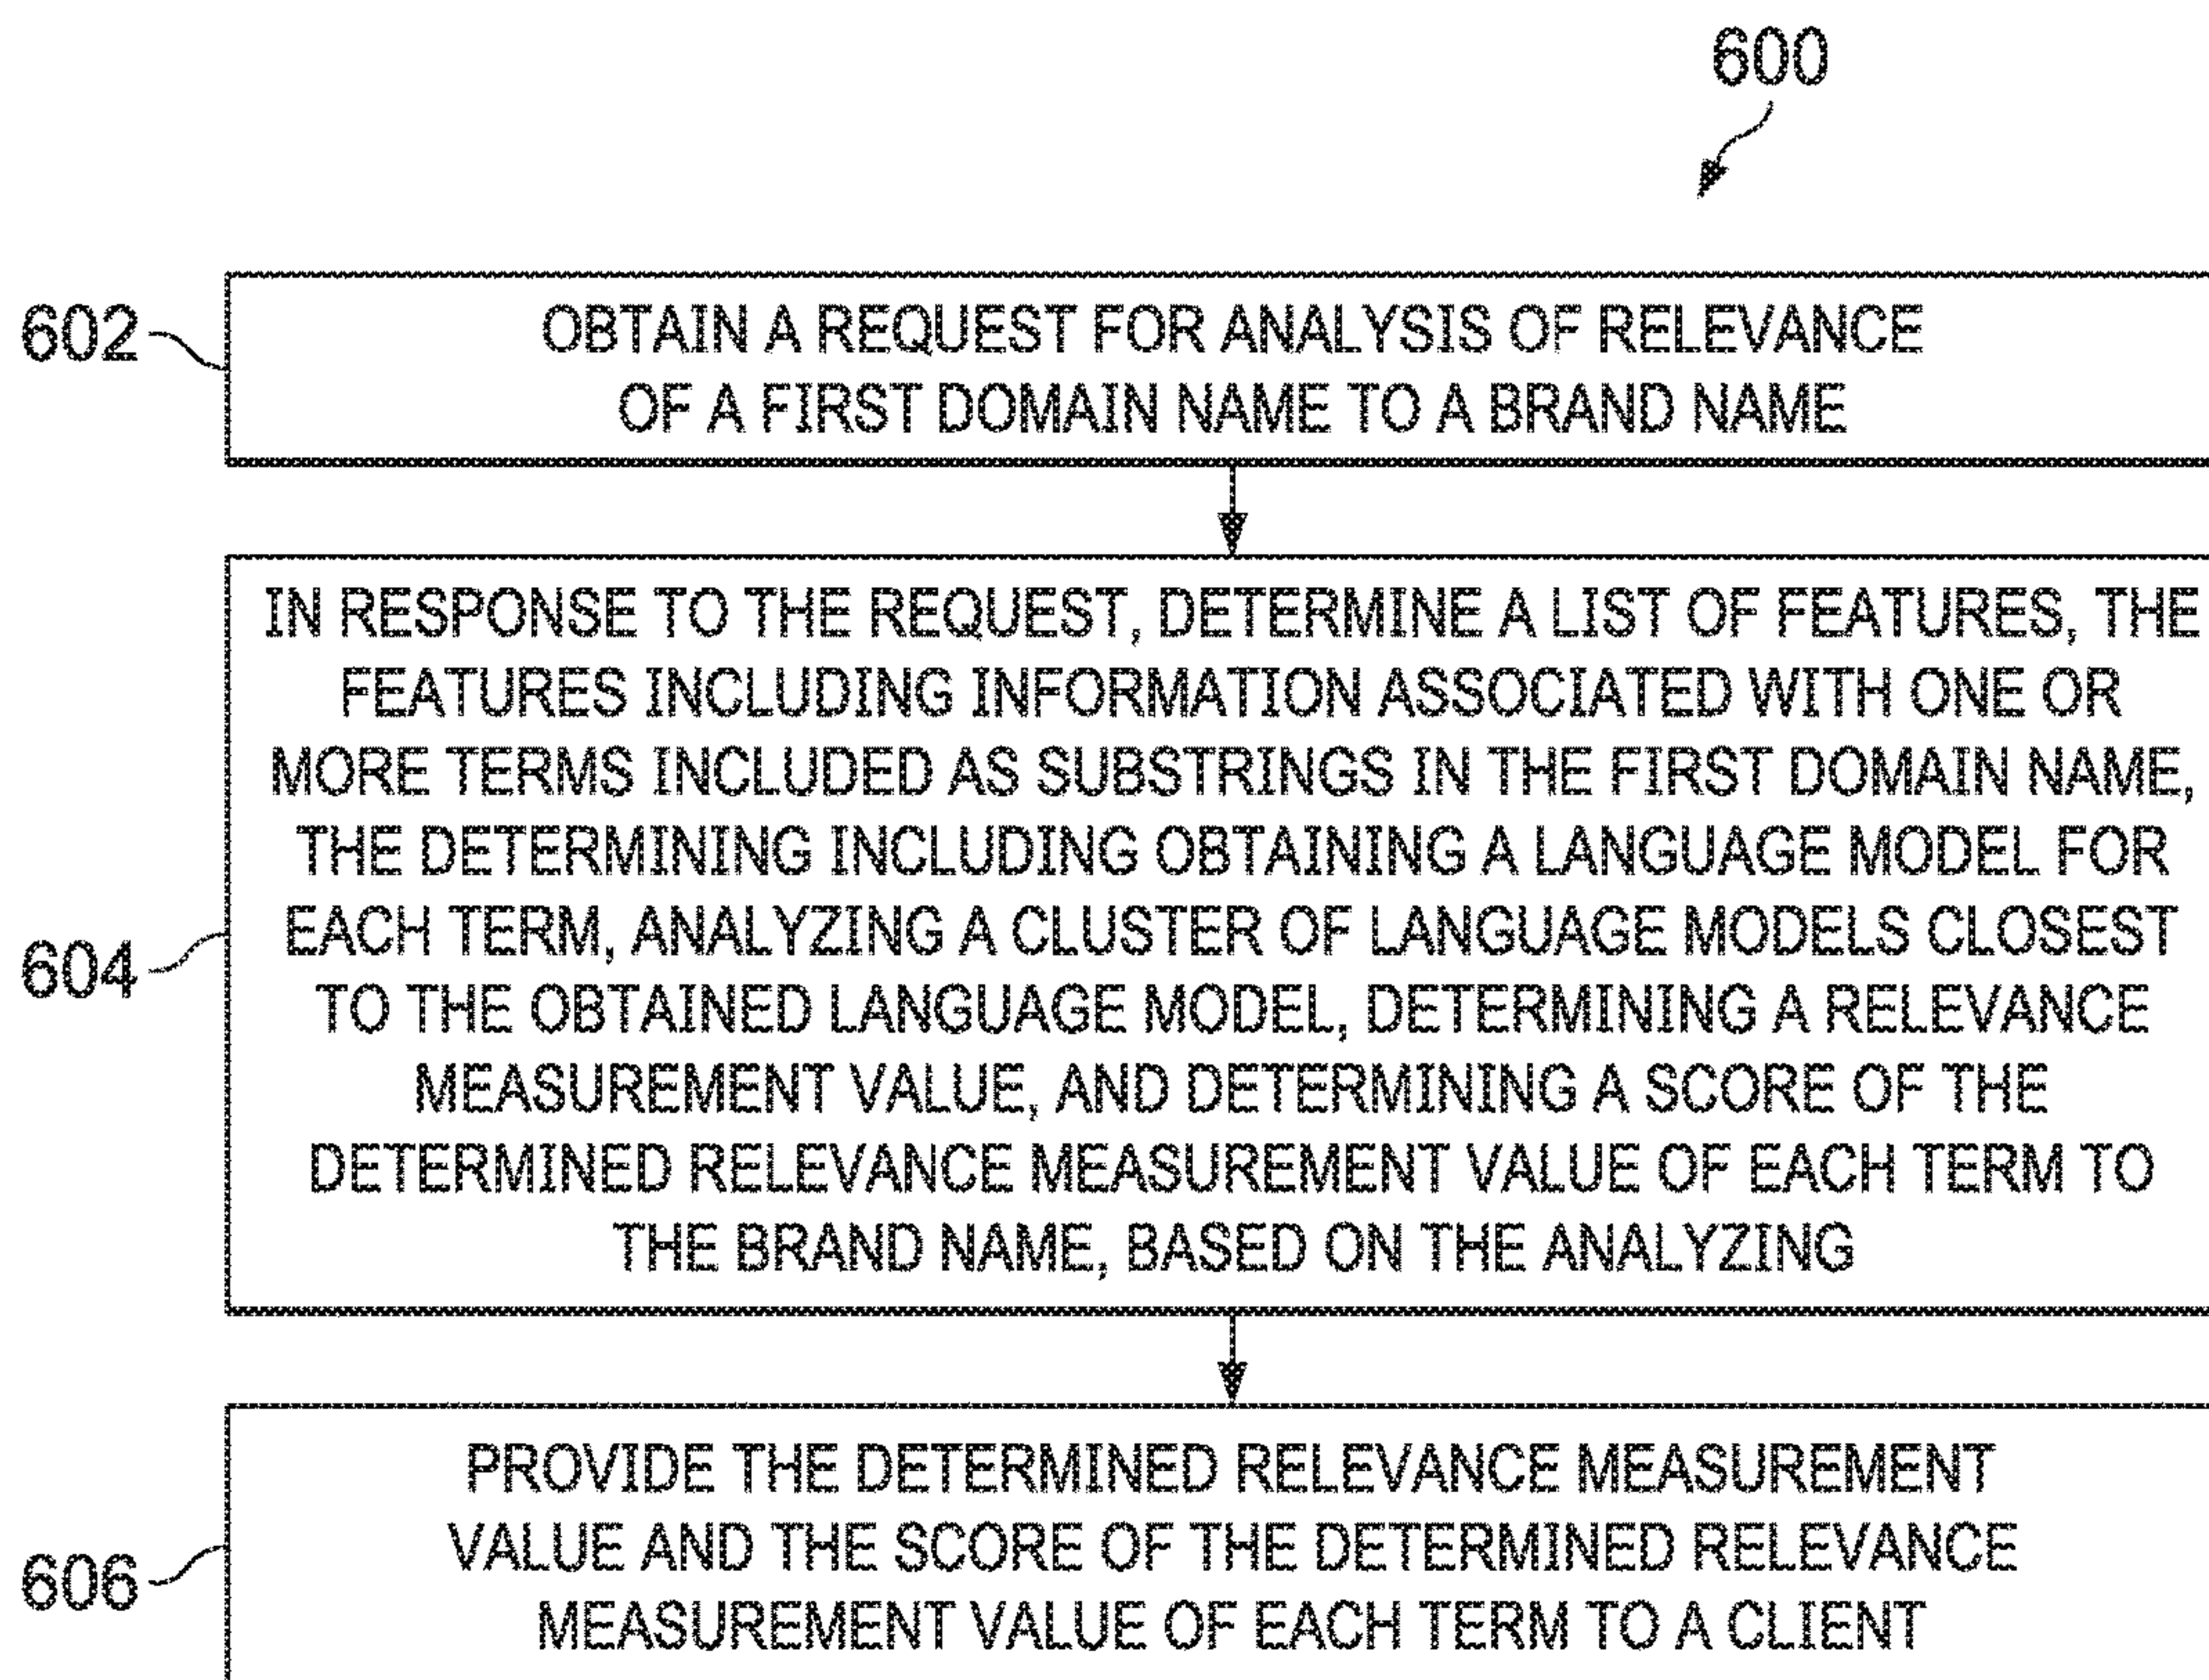 600
602
OBTAIN A REQUEST FOR ANALYSIS OF RELEVANCE
OF A FIRST DOMAIN NAME TO A BRAND NAME
IN RESPONSE TO THE REQUEST, DETERMINE A LIST OF FEATURES, THE
FEATURES INCLUDING INFORMATION ASSOCIATED WITH ONE OR
MORE TERMS INCLUDED AS SUBSTRINGS IN THE FIRST DOMAIN NAME,
THE DETERMINING INCLUDING OBTAINING A LANGUAGE MODEL FOR
EACH TERM, ANALYZING A CLUSTER OF LANGUAGE MODELS CLOSEST
604
TO THE OBTAINED LANGUAGE MODEL, DETERMINING A RELEVANCE
MEASUREMENT VALUE, AND DETERMINING A SCORE OF THE
DETERMINED RELEVANCE MEASUREMENT VALUE OF EACH TERM TO
THE BRAND NAME, BASED ON THE ANALYZING
PROVIDE THE DETERMINED RELEVANCE MEASUREMENT
VALUE AND THE SCORE OF THE DETERMINED RELEVANCE
606
MEASUREMENT VALUE OF EACH TERM TO A CLIENT